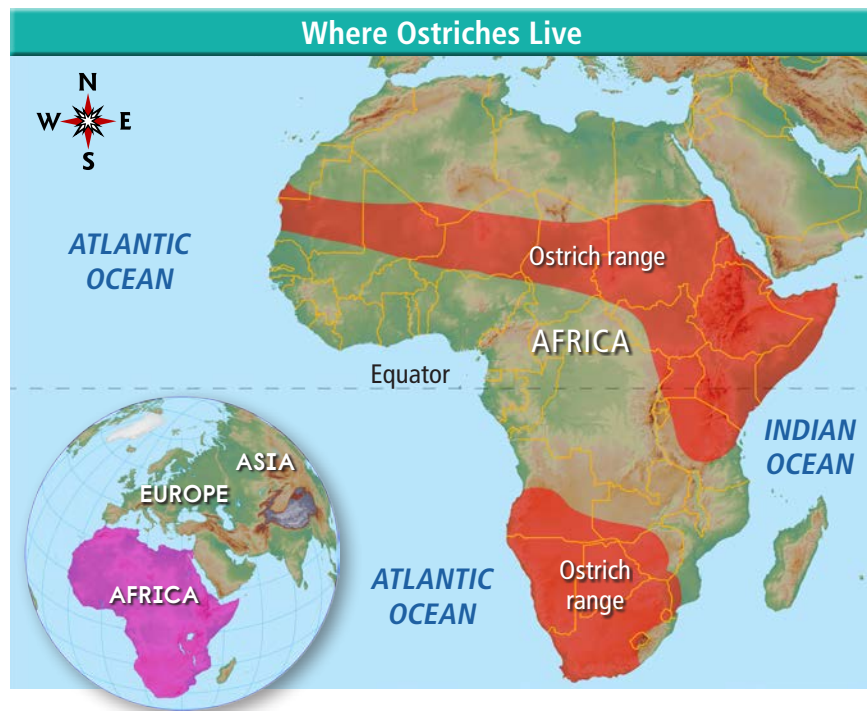 Where Ostriches Live
N
W E
S
ATLANTIC
OCEAN
Ostrich range
AFRICA
Equator
INDIAN
OCEAN
ASIA
EUROPE
AFRICA
ATLANTIC
OCEAN
Ostrich
range